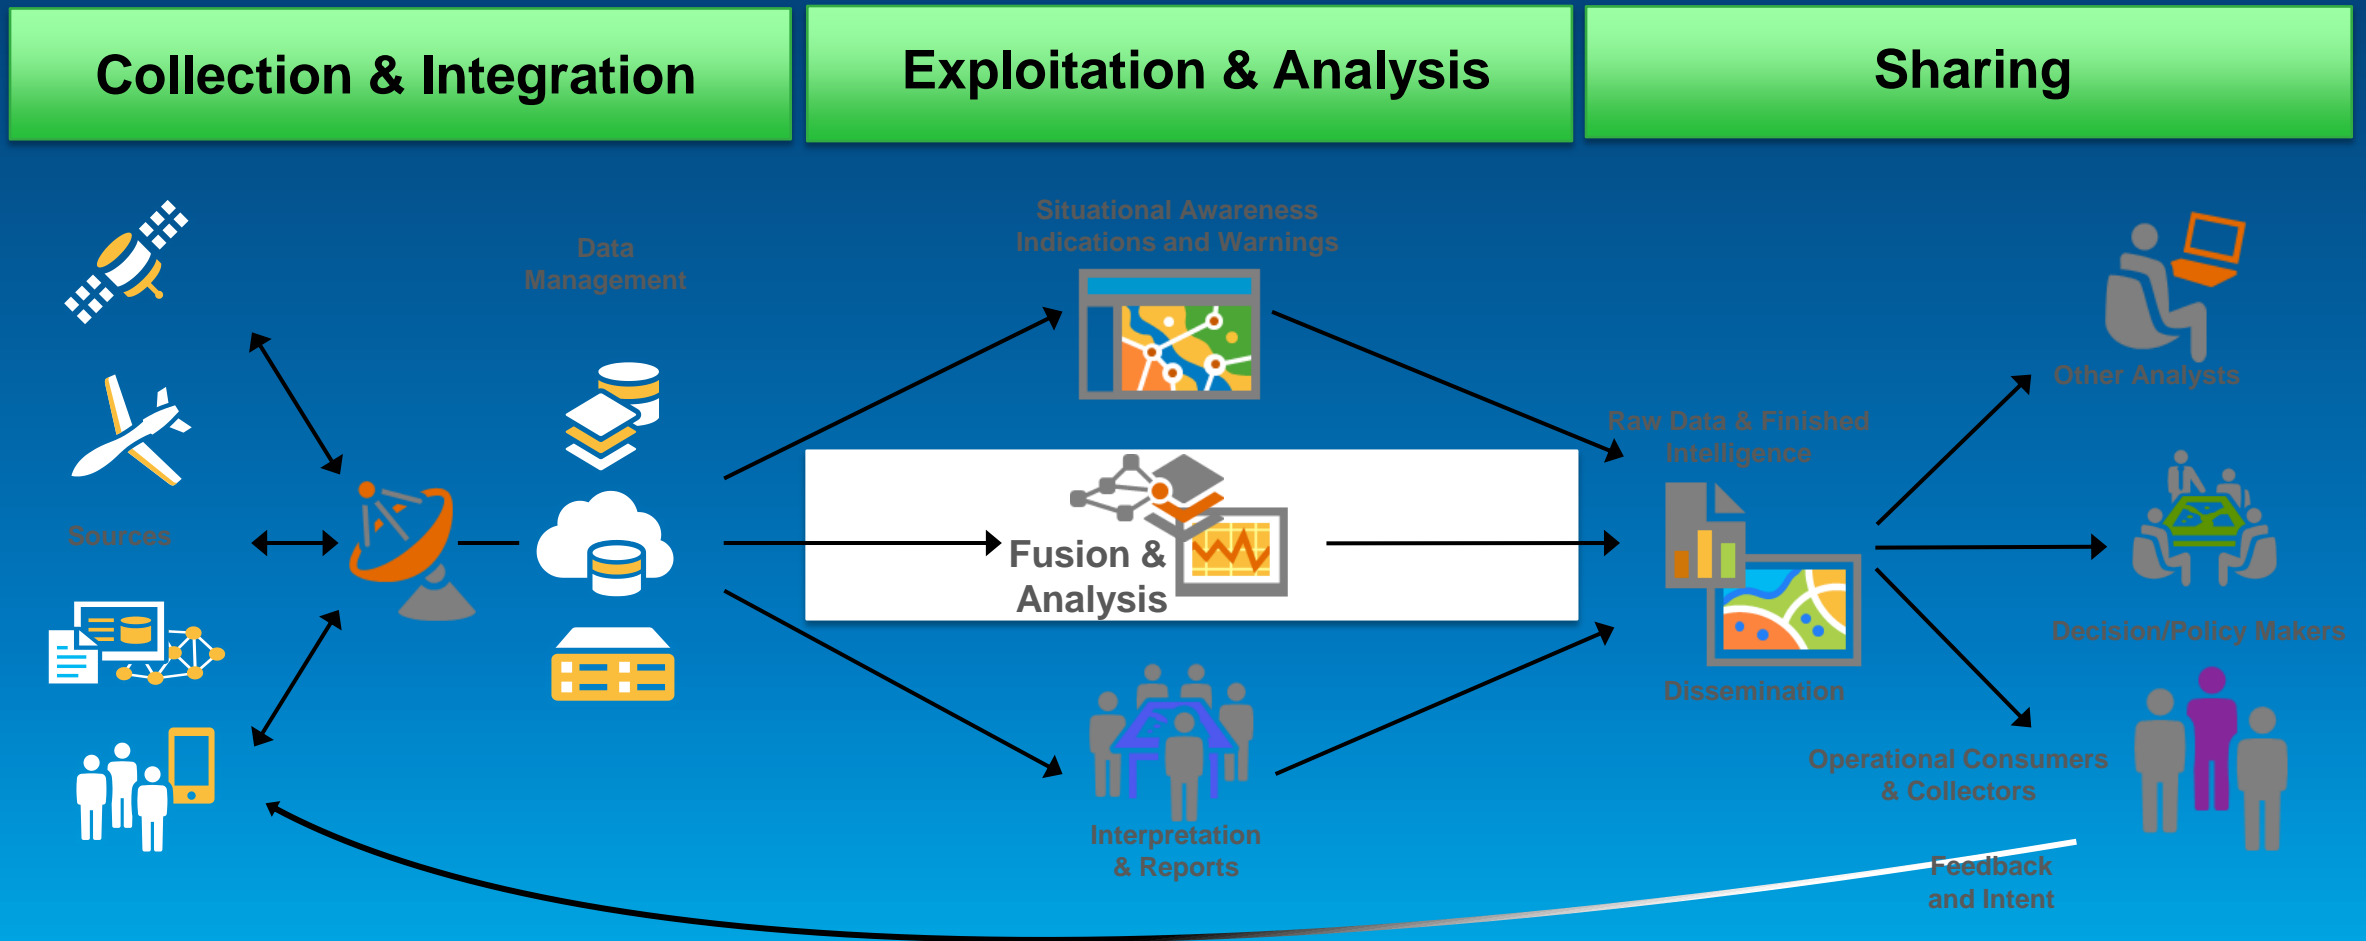 Collection & Integration
Exploitation & Analysis
Sharing
Sources
Data
Management
Situational Awareness
Indications and Warnings
Fusion &
Analysis
Interpretation
& Reports
Raw Data & Finished
Intelligence
Dissemination
Other Analysts
Decision/Policy Makers
Operational Consumers
& Collectors
Feedback
and Intent